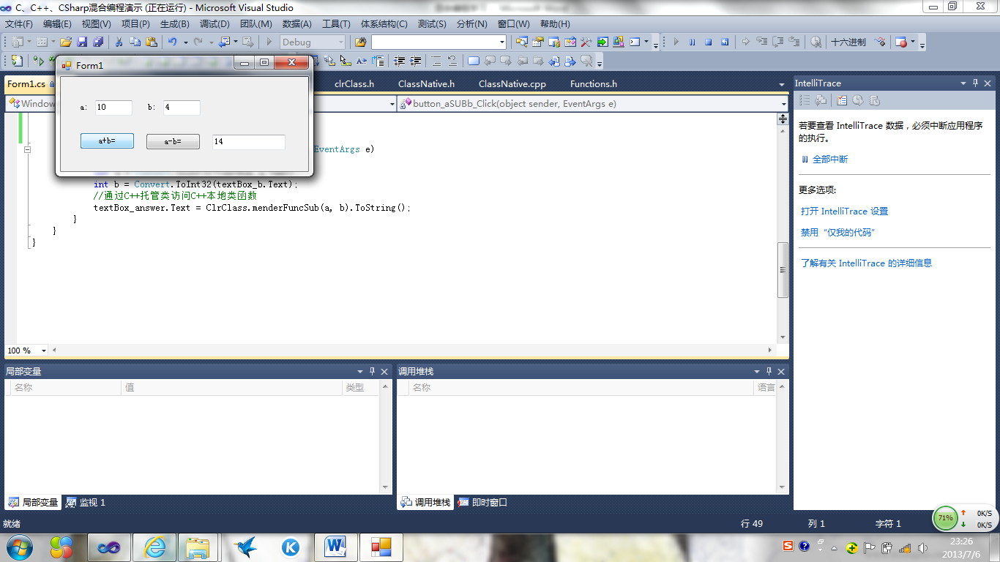 C、C++、CSharp混合编程演示 (正在运行) - Microsoft Visual Studio
文件(F) 编辑(E) 视图(V) 项目(P) 生成(B) 调试(D) 团队(M) 数据(A) 工具(T) 体系结构(C) 测试(S) 分析(N) 窗口(W) 帮助(H)
Debug
十六进制
Form1
a: 10 b: 4
a+b= a-b= 14
Form1.cs clrClass.h ClassNative.h ClassNative.cpp Functions.h
Window
button_aSUBb_Click(object sender, EventArgs e)
EventArgs e)
int b = Convert.ToInt32(textBox_b.Text);
//通过C++托管类访问C++本地类函数
textBox_answer.Text = ClrClass.menderFuncSub(a, b).ToString();
}
}
}
100 %
IntelliTrace
若要查看 IntelliTrace 数据，必须中断应用程序
的执行。
全部中断
更多选项:
打开 IntelliTrace 设置
禁用“仅我的代码”
了解有关 IntelliTrace 的详细信息
局部变量
名称 值 类型
局部变量 监视 1
调用堆栈
名称 语言
调用堆栈 即时窗口
就绪 行 49 列 1 字符 1
71% 0K/S
0K/S
23:26
2013/7/6